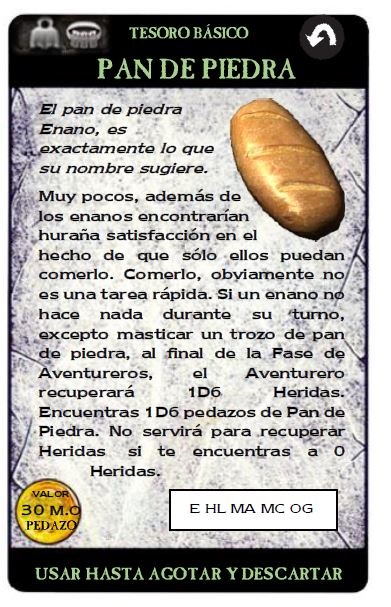 TESORO BÁSICO
PAN DE PIEDRA
El pan de piedra
Enano, es
exactamente lo que
su nombre sugiere.
Muy pocos, además de
los enanos encontrarían
huraña satisfacción en el
hecho de que sólo ellos puedan
comerlo. Comerlo, obviamente no
es una tarea rápida. Si un enano no
hace nada durante su turno,
excepto masticar un trozo de pan
de piedra, al final de la Fase de
Aventureros, el Aventurero
recuperará 1D6 Heridas.
Encuentras 1D6 pedazos de Pan de
Piedra. No servirá para recuperar
Heridas si te encuentras a 0
Heridas.
VALOR
30 M.O
PEDAZO
E HL MA MC OG
USAR HASTA AGOTAR Y DESCARTAR